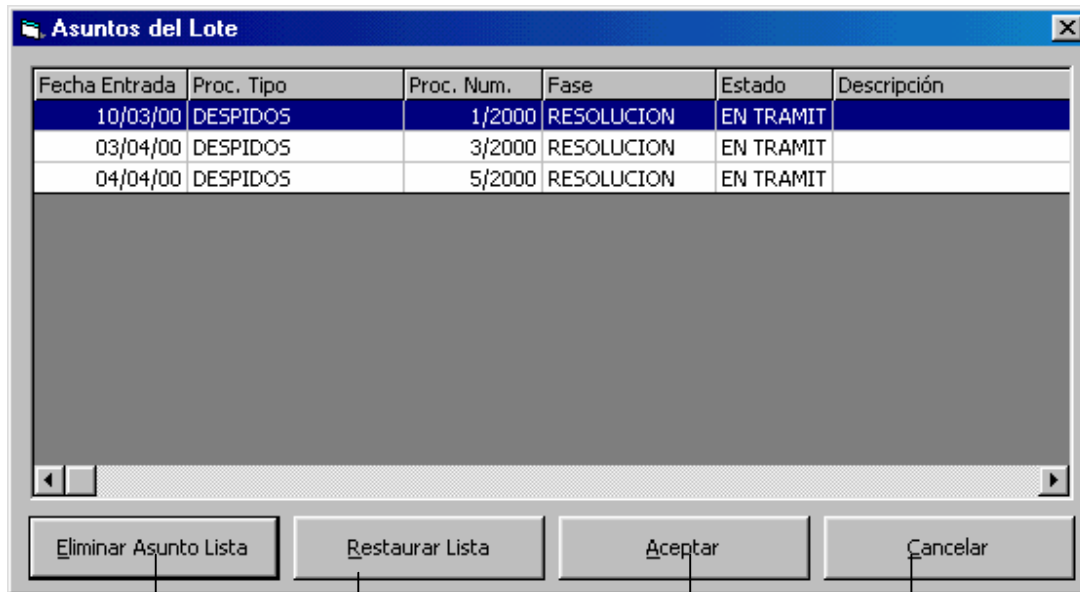 Asuntos del Lote
Fecha Entrada Proc. Tipo Proc. Num. Fase Estado Descripción
10/03/00 DESPIDOS 1/2000 RESOLUCION EN TRAMIT
03/04/00 DESPIDOS 3/2000 RESOLUCION EN TRAMIT
04/04/00 DESPIDOS 5/2000 RESOLUCION EN TRAMIT
Eliminar Asunto Lista Restaurar Lista Aceptar Cancelar